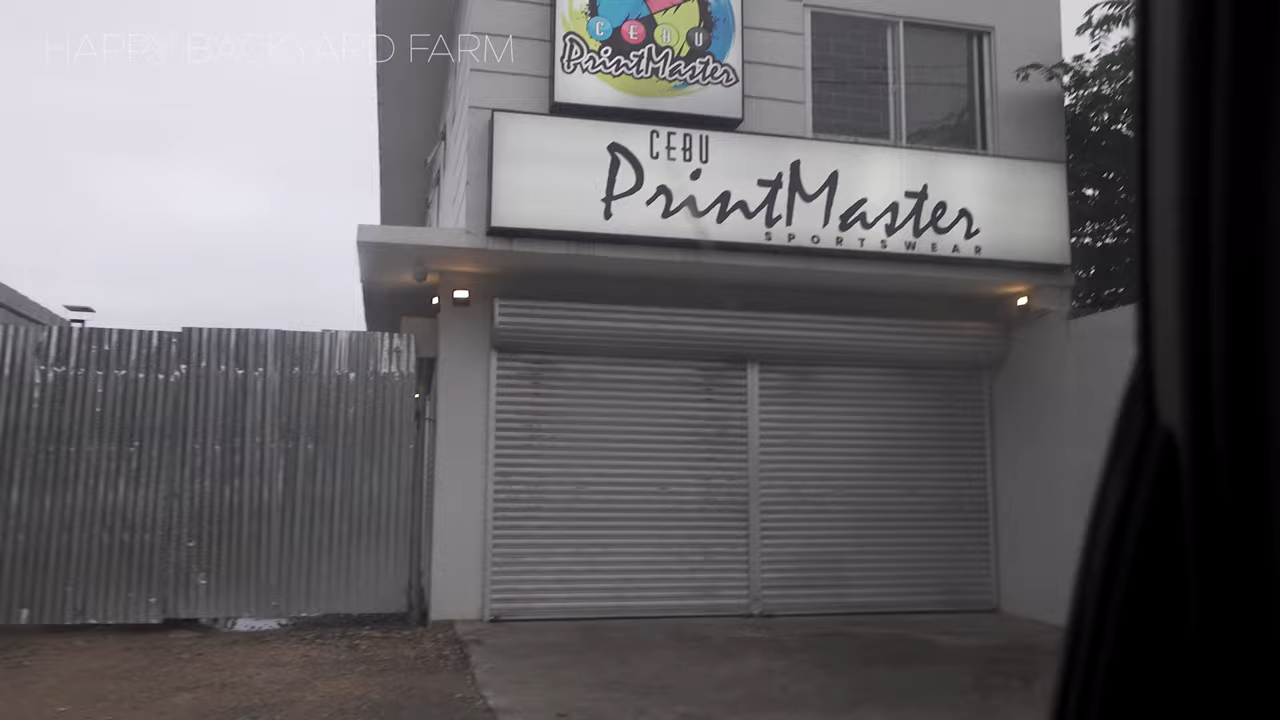 HAPPY BACKYARD FARM
CEBU
PrintMaster
CEBU
PrintMaster
SPORTSWEAR